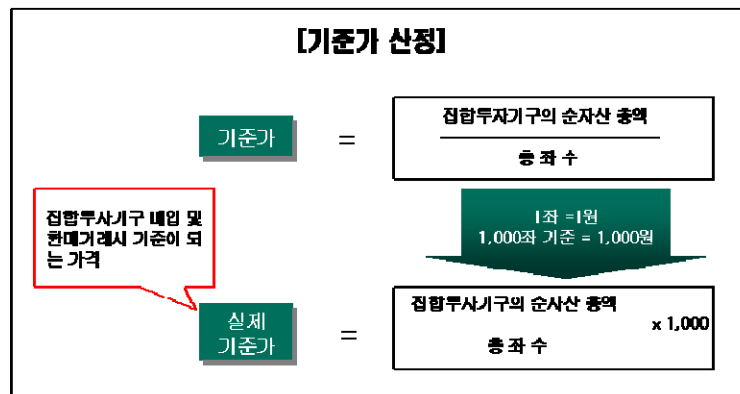 [기준가 산정]
기준가
=
집합투자기구의 순자산 총액
총 좌 수
집합투자기구 매입 및
환매거래시 기준이 되
는 가격
1좌 =1원
1,000좌 기준 = 1,000원
실제
기준가
=
집합투자기구의 순자산 총액
x 1,000
총 좌 수